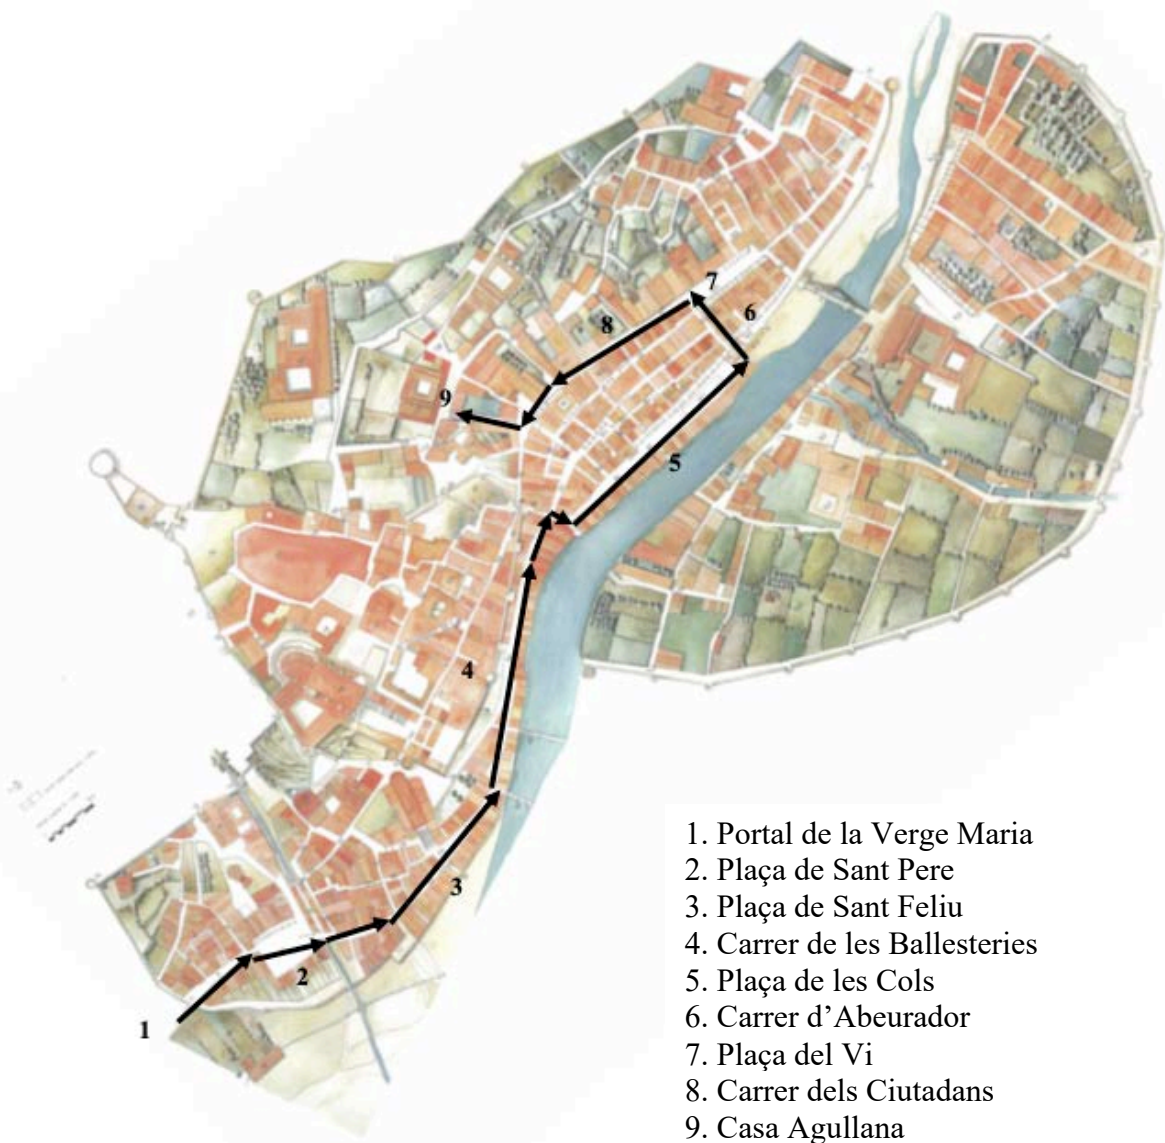 7
6
8
9
5
4
3
2
1
1. Portal de la Verge Maria
2. Plaça de Sant Pere
3. Plaça de Sant Feliu
4. Carrer de les Ballesteries
5. Plaça de les Cols
6. Carrer d’Abeurador
7. Plaça del Vi
8. Carrer dels Ciutadans
9. Casa Agullana